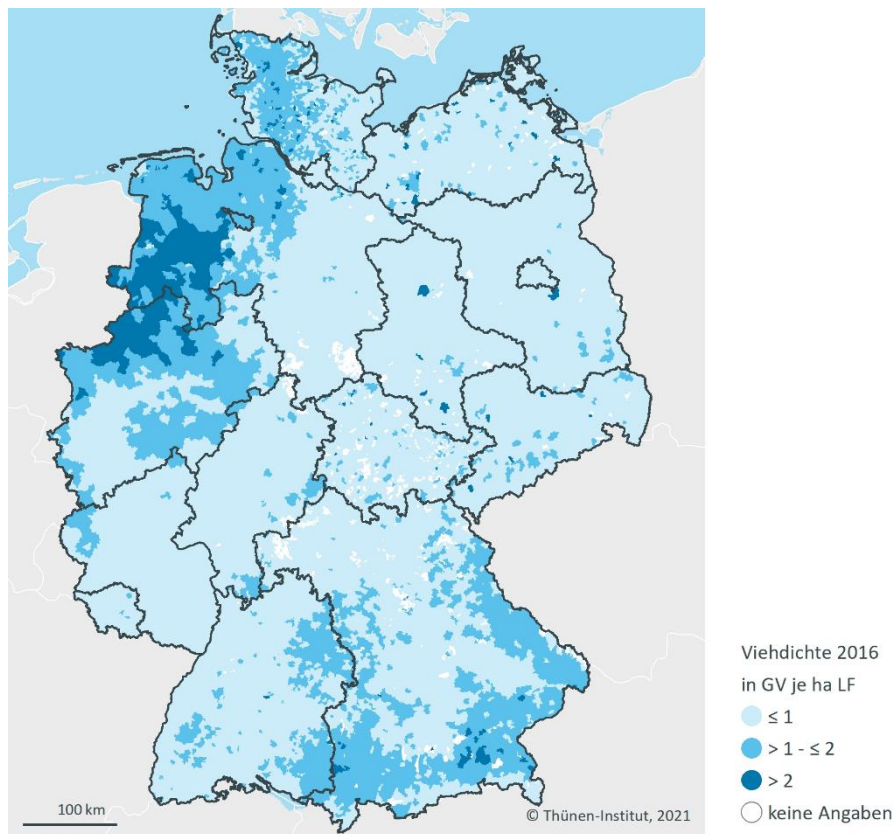 Viehdichte 2016
in GV je ha LF
≤ 1
> 1 - ≤ 2
> 2
keine Angaben
100 km
© Thünen-Institut, 2021